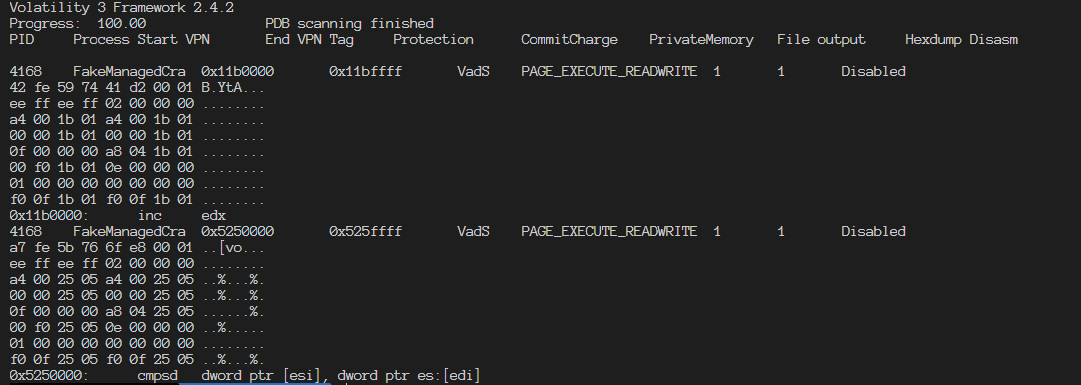 Volatility 3 Framework 2.4.2
Progress:  100.00               PDB scanning finished
PID     Process Start VPN       End VPN Tag     Protection      CommitCharge    PrivateMemory   File output     Hexdump Disasm
4168    FakeManagedCra  0x11b0000       0x11bffff       VadS    PAGE_EXECUTE_READWRITE  1       1       Disabled
42 fe 59 74 41 d2 00 01 B.YtA...
ee ff ee ff 02 00 00 00 ........
a4 00 1b 01 a4 00 1b 01 ........
00 00 1b 01 00 00 1b 01 ........
0f 00 00 00 a8 04 1b 01 ........
00 f0 1b 01 0e 00 00 00 ........
01 00 00 00 00 00 00 00 ........
f0 0f 1b 01 f0 0f 1b 01 ........
0x11b0000:      inc     edx
4168    FakeManagedCra  0x5250000       0x525ffff       VadS    PAGE_EXECUTE_READWRITE  1       1       Disabled
a7 fe 5b 76 6f e8 00 01 ..[vo...
ee ff ee ff 02 00 00 00 ........
a4 00 25 05 a4 00 25 05 ..%...%.
00 00 25 05 00 00 25 05 ..%...%.
0f 00 00 00 a8 04 25 05 ......%.
00 f0 25 05 0e 00 00 00 ..%.....
01 00 00 00 00 00 00 00 ........
f0 0f 25 05 f0 0f 25 05 ..%...%.
0x5250000:      cmpsd   dword ptr [esi], dword ptr es:[edi]